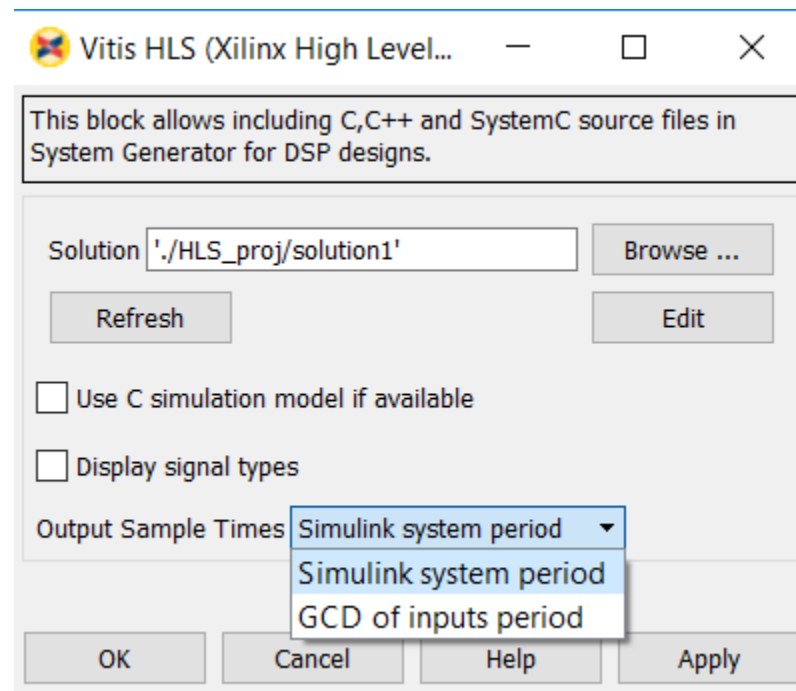 Vitis HLS (Xilinx High Level...
This block allows including C,C++ and SystemC source files in
System Generator for DSP designs.
Solution './HLS_proj/solution1' Browse ...
Refresh Edit
Use C simulation model if available
Display signal types
Output Sample Times Simulink system period
Simulink system period
GCD of inputs period
OK Cancel Help Apply